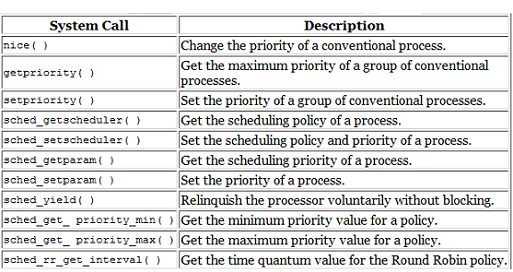 System Call Description
nice( ) Change the priority of a conventional process.
getpriority( ) Get the maximum priority of a group of conventional
processes.
setpriority( ) Set the priority of a group of conventional processes.
sched_getscheduler( ) Get the scheduling policy of a process.
sched_setscheduler( ) Set the scheduling policy and priority of a process.
sched_getparam( ) Get the scheduling priority of a process.
sched_setparam( ) Set the priority of a process.
sched_yield( ) Relinquish the processor voluntarily without blocking.
sched_get_ priority_min( ) Get the minimum priority value for a policy.
sched_get_ priority_max( ) Get the maximum priority value for a policy.
sched_rr_get_interval( ) Get the time quantum value for the Round Robin policy.